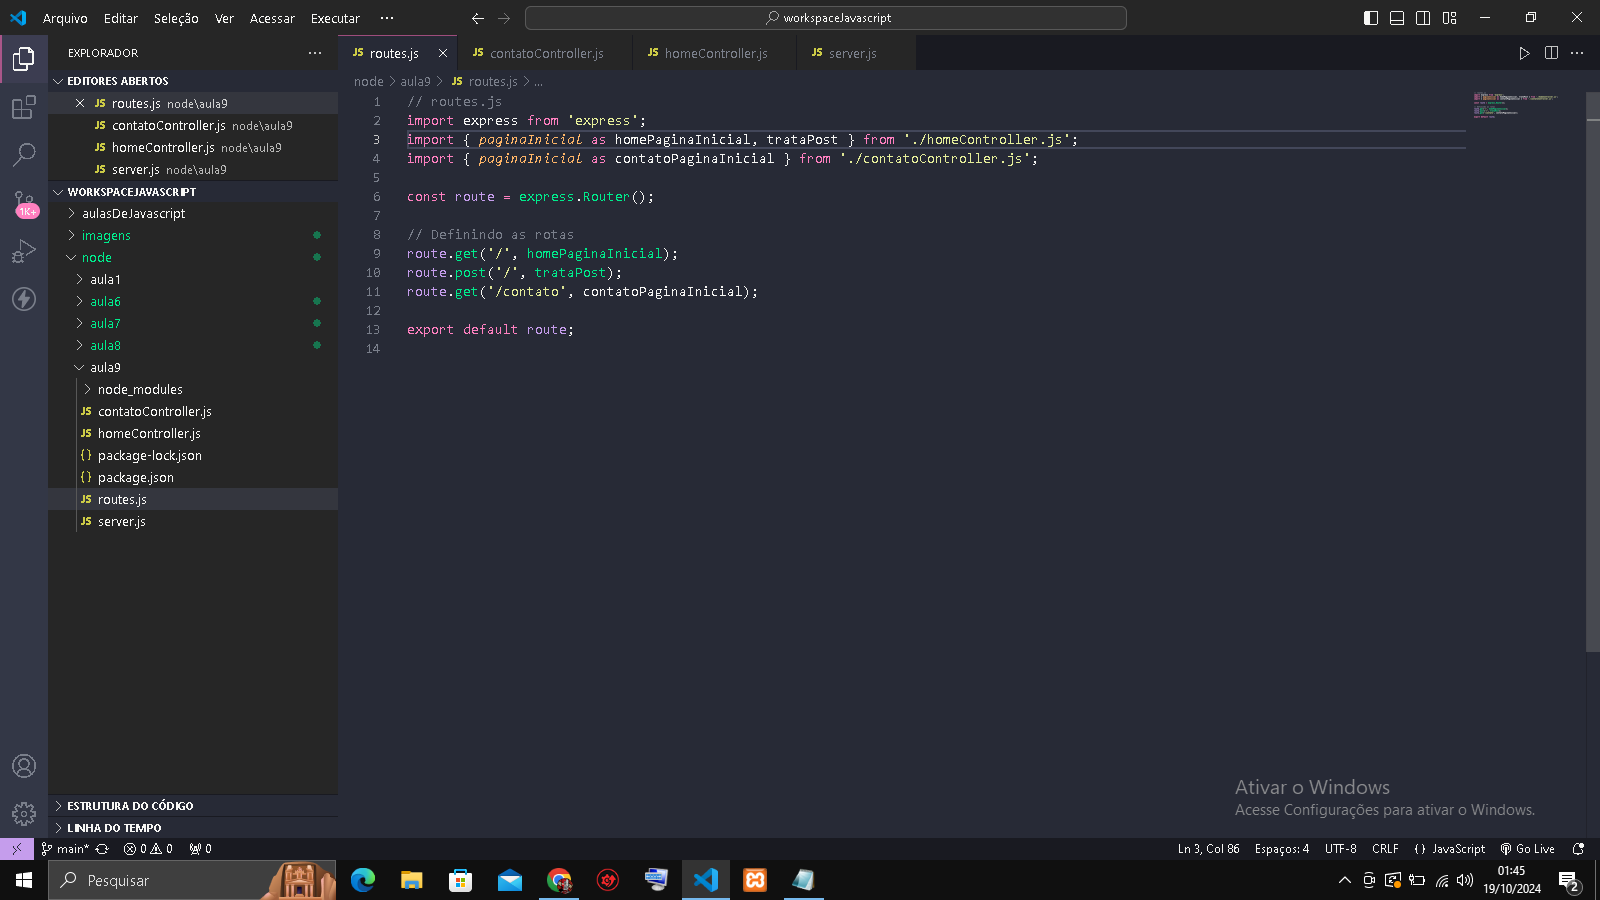 Arquivo Editar Seleção Ver Acessar Executar ··· workspaceJavascript
EXPLORADOR ···
JS routes.js JS contatoController.js JS homeController.js JS server.js
EDITORES ABERTOS
JS routes.js node\aula9
JS contatoController.js node\aula9
JS homeController.js node\aula9
JS server.js node\aula9
WORKSPACEJAVASCRIPT
aulasDeJavascript
imagens
node
aula1
aula6
aula7
aula8
aula9
node_modules
JS contatoController.js
JS homeController.js
{} package-lock.json
{} package.json
JS routes.js
JS server.js
ESTRUTURA DO CÓDIGO
LINHA DO TEMPO
1K+
node > aula9 > JS routes.js > ...
1 // routes.js
2 import express from 'express';
3 import { paginaInicial as homePaginaInicial, trataPost } from './homeController.js';
4 import { paginaInicial as contatoPaginaInicial } from './contatoController.js';
5
6 const route = express.Router();
7
8 // Definindo as rotas
9 route.get('/', homePaginaInicial);
10 route.post('/', trataPost);
11 route.get('/contato', contatoPaginaInicial);
12
13 export default route;
14
Ativar o Windows
Acesse Configurações para ativar o Windows.
main* 0 0 0 Ln 3, Col 86 Espaços: 4 UTF-8 CRLF {} JavaScript Go Live
Pesquisar
01:45
19/10/2024
2